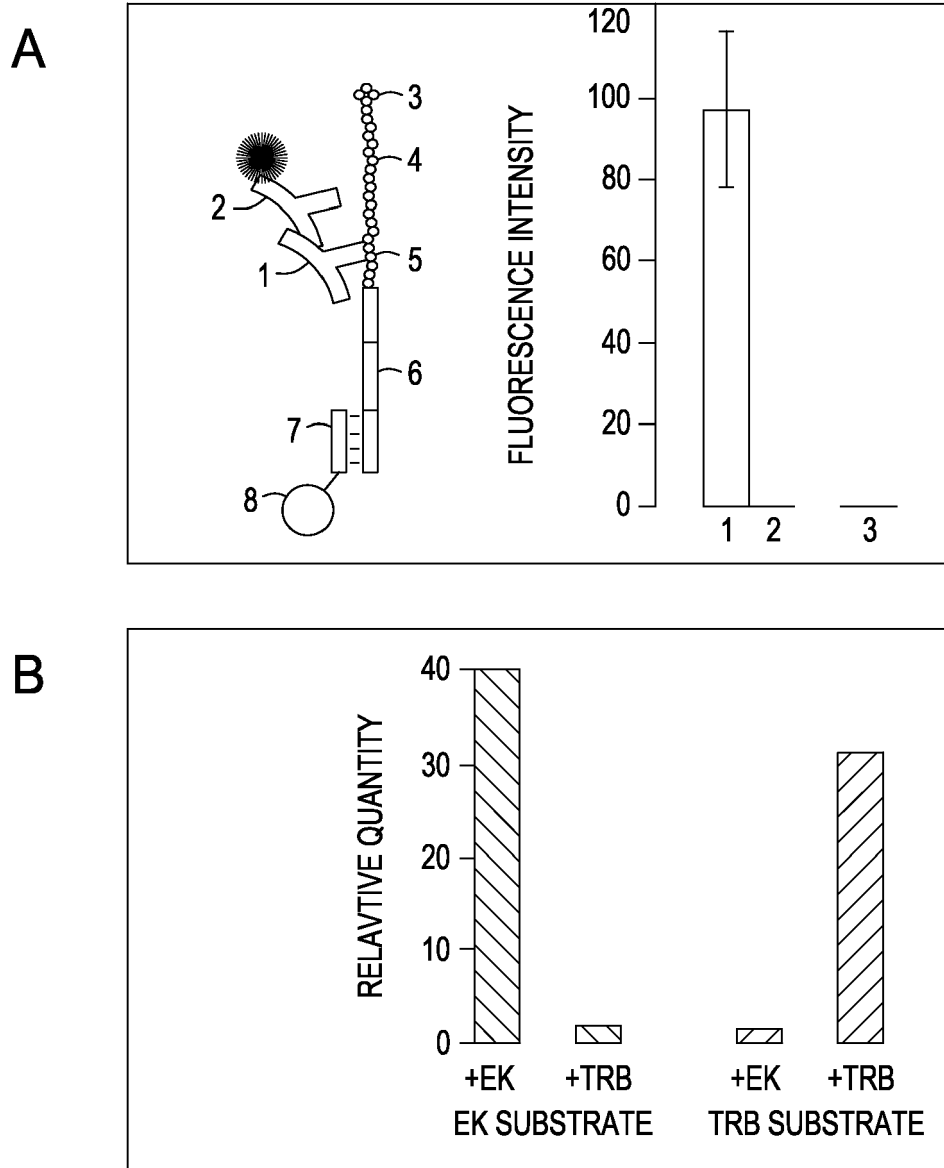 A
3
4
2
5
1
6
7
8
FLUORESCENCE INTENSITY
120
100
80
60
40
20
0
1 2 3
B
RELAVTIVE QUANTITY
40
30
20
10
0
+EK +TRB +EK +TRB
EK SUBSTRATE TRB SUBSTRATE